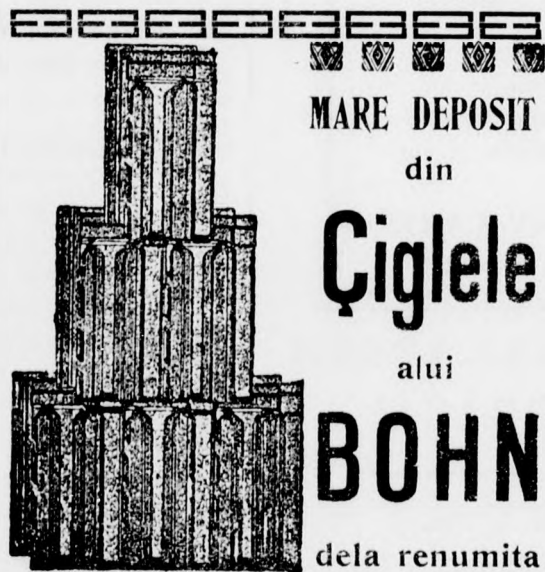 MARE DEPOSIT
din
Çiglele
alui
BOHN
dela renumita